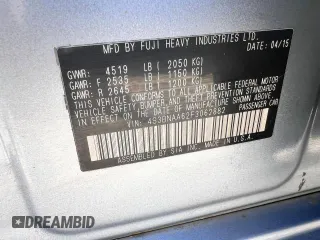 MFD BY FUJI HEAVY INDUSTRIES LTD.
DATE 04/15
GVWR: 4519 LB ( 2050 KG)
GAWR: F 2535 LB ( 1150 KG)
GAWR: R 2645 LB ( 1200 KG)
THIS VEHICLE CONFORMS TO ALL APPLICABLE FEDERAL MOTOR
VEHICLE SAFETY, BUMPER, AND THEFT PREVENTION STANDARDS
IN EFFECT ON THE DATE OF MANUFACTURE SHOWN ABOVE.
VIN: 4S3BNAA60F3062882 PASSENGER CAR
ASSEMBLED BY SIA INC. MADE IN U.S.A.
DREAMBID